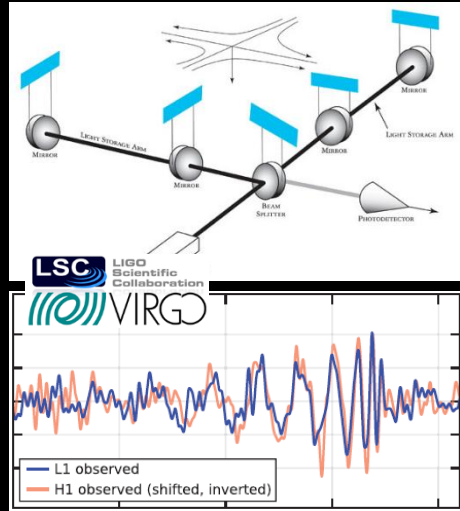 MIRROR
MIRROR
LIGHT STORAGE ARM
LIGHT STORAGE ARM
MIRROR
MIRROR
BEAM
SPLITTER
PHOTODETECTOR
LSC
LIGO
Scientific
Collaboration
VIRGO
L1 observed
H1 observed (shifted, inverted)